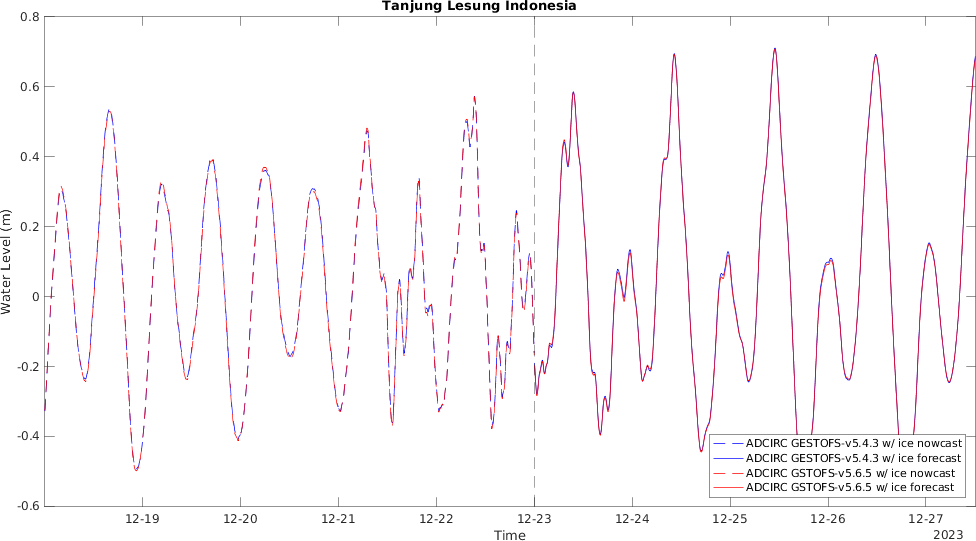 Tanjung Lesung Indonesia
0.8
0.6
0.4
0.2
0
-0.2
-0.4
-0.6
Water Level (m)
12-19
12-20
12-21
12-22
12-23
12-24
12-25
12-26
12-27
Time
2023
ADCIRC GESTOFS-v5.4.3 w/ ice nowcast
ADCIRC GESTOFS-v5.4.3 w/ ice forecast
ADCIRC GSTOFS-v5.6.5 w/ ice nowcast
ADCIRC GSTOFS-v5.6.5 w/ ice forecast